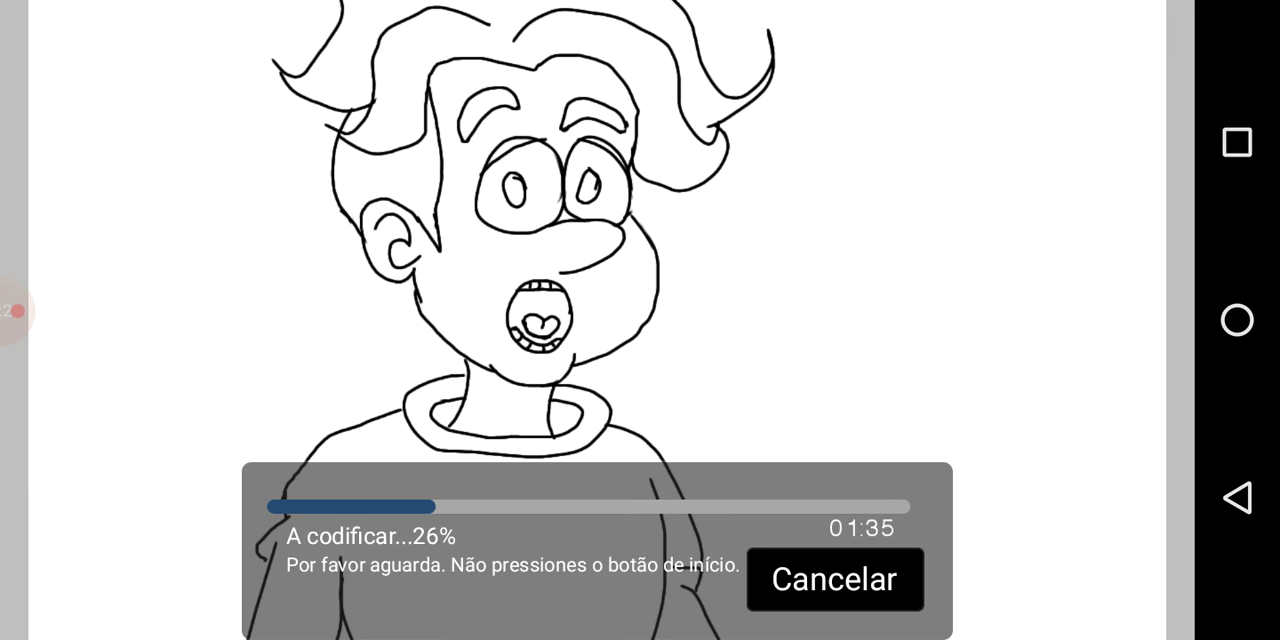 01:35
A codificar...26%
Por favor aguarda. Não pressiones o botão de início.
Cancelar